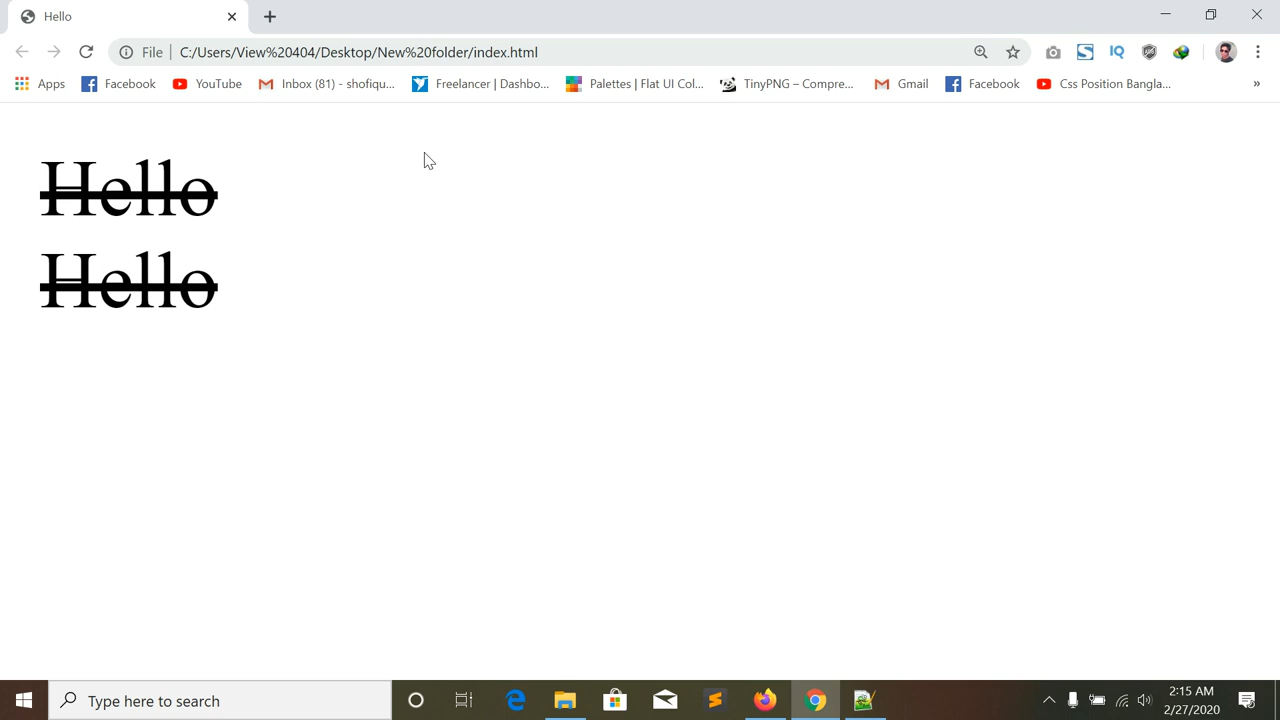 Hello
File C:/Users/View%20404/Desktop/New%20folder/index.html
Apps Facebook YouTube Inbox (81) - shofiqu... Freelancer | Dashbo... Palettes | Flat UI Col... TinyPNG – Compre... Gmail Facebook Css Position Bangla... »
Hello
Hello
Type here to search
2:15 AM
2/27/2020